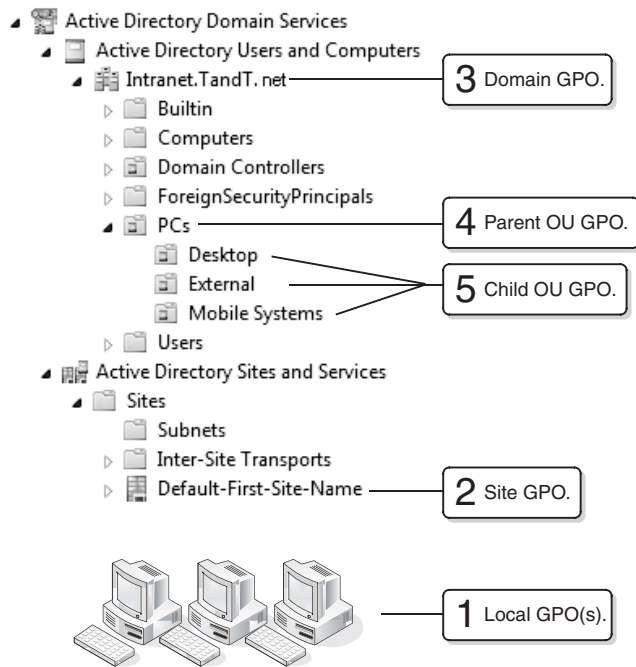 Active Directory Domain Services
Active Directory Users and Computers
Intranet.TandT. net
3 Domain GPO.
Builtin
Computers
Domain Controllers
ForeignSecurityPrincipals
PCs
4 Parent OU GPO.
Desktop
External
5 Child OU GPO.
Mobile Systems
Users
Active Directory Sites and Services
Sites
Subnets
Inter-Site Transports
Default-First-Site-Name
2 Site GPO.
1 Local GPO(s).